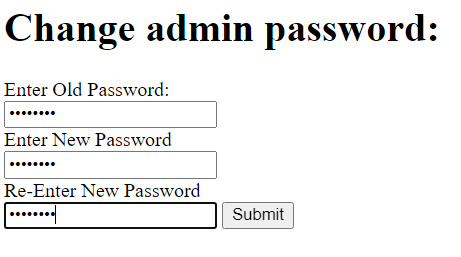 Change admin password:
Enter Old Password:
••••••••
Enter New Password
••••••••
Re-Enter New Password
•••••••• Submit